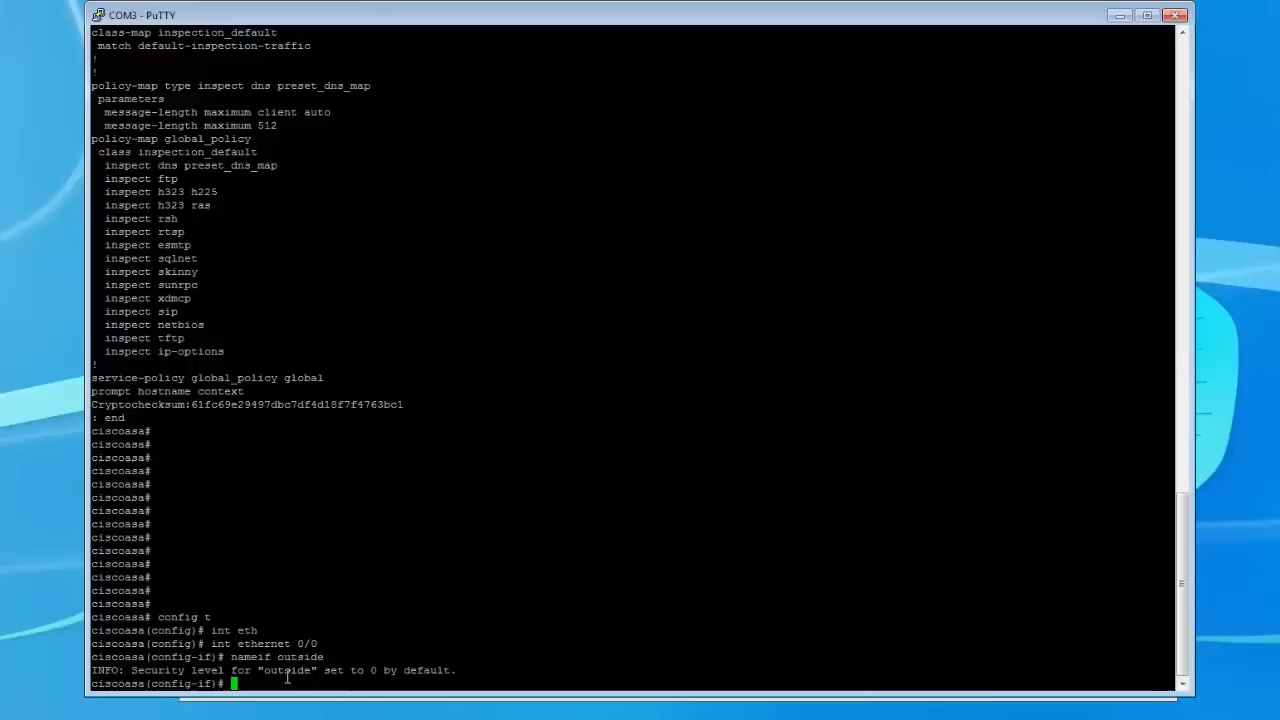 COM3 - PuTTY
class-map inspection_default
match default-inspection-traffic
!
!
policy-map type inspect dns preset_dns_map
parameters
message-length maximum client auto
message-length maximum 512
policy-map global_policy
class inspection_default
inspect dns preset_dns_map
inspect ftp
inspect h323 h225
inspect h323 ras
inspect rsh
inspect rtsp
inspect esmtp
inspect sqlnet
inspect skinny
inspect sunrpc
inspect xdmcp
inspect sip
inspect netbios
inspect tftp
inspect ip-options
!
service-policy global_policy global
prompt hostname context
Cryptochecksum:61fc69e29497dbc7df4d18f7f4763bc1
: end
ciscoasa#
ciscoasa#
ciscoasa#
ciscoasa#
ciscoasa#
ciscoasa#
ciscoasa#
ciscoasa#
ciscoasa#
ciscoasa#
ciscoasa#
ciscoasa#
ciscoasa#
ciscoasa#
ciscoasa# config t
ciscoasa(config)# int eth
ciscoasa(config)# int ethernet 0/0
ciscoasa(config-if)# nameif outside
INFO: Security level for "outside" set to 0 by default.
ciscoasa(config-if)#